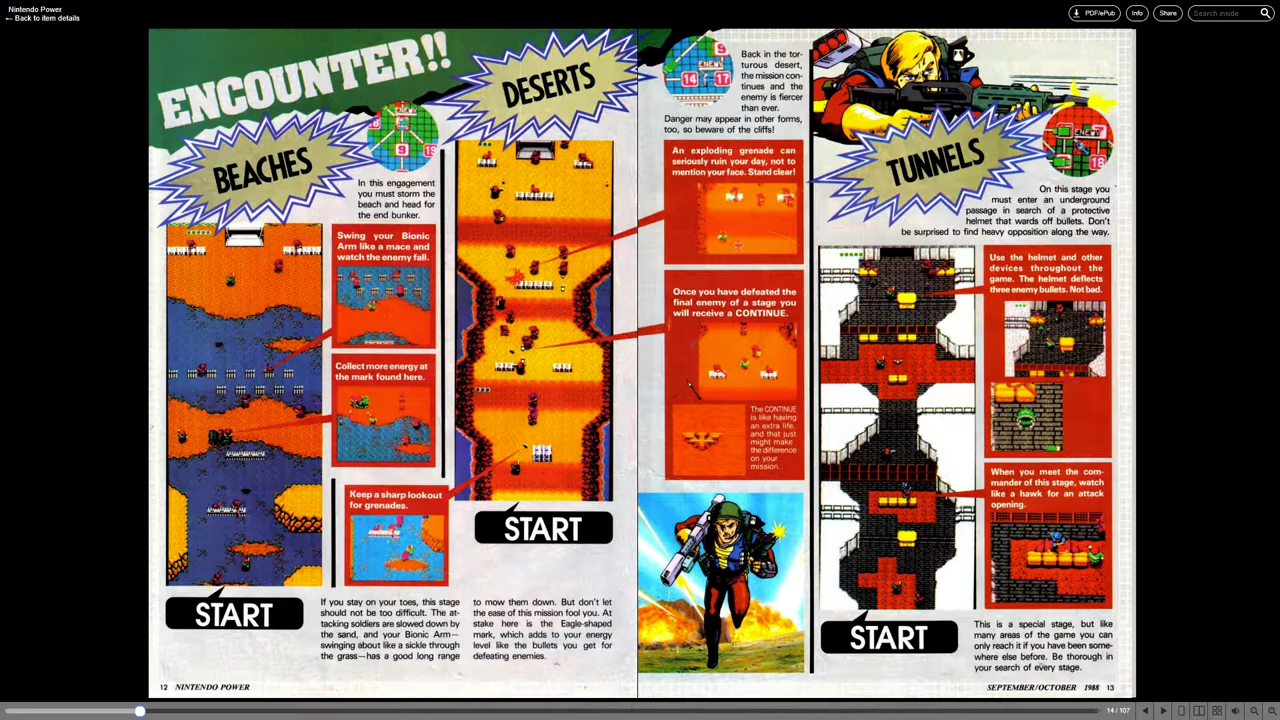 Nintendo Power
← Back to item details
PDF/ePub
Info
Share
Search inside
ENCOUNTER!!
BEACHES
In this engagement
you must storm the
beach and head for
the end bunker.
Swing your Bionic
Arm like a mace and
watch the enemy fall.
Collect more energy at
the mark found here.
Keep a sharp lookout
for grenades.
START
If you stay on your toes, this stage
should not be too difficult. The at-
tacking soldiers are slowed down by
the sand, and your Bionic Arm—
swinging about like a sickle through
the grass—has a good long range
to mow them down. But don't let
the ease of this mission fool you. At
stake here is the Eagle-shaped
mark, which adds to your energy
level like the bullets you get for
defeating enemies.
DESERTS
START
12 NINTENDO POWER
ENEMY
9
15
9
ENEMY
14
17
Back in the tor-
turous desert,
the mission con-
tinues and the
enemy is fiercer
than ever.
Danger may appear in other forms,
too, so beware of the cliffs!
An exploding grenade can
seriously ruin your day, not to
mention your face. Stand clear!
Once you have defeated the
final enemy of a stage you
will receive a CONTINUE.
The CONTINUE
is like having
an extra life,
and that just
might make
the difference
on your
mission.
TUNNELS
ENEMY
7
18
On this stage you
must enter an underground
passage in search of a protective
helmet that wards off bullets. Don't
be surprised to find heavy opposition along the way.
Use the helmet and other
devices throughout the
game. The helmet deflects
three enemy bullets. Not bad.
When you meet the com-
mander of this stage, watch
like a hawk for an attack
opening.
START
This is a special stage, but like
many areas of the game you can
only reach it if you have been some-
where else before. Be thorough in
your search of every stage.
SEPTEMBER/OCTOBER 1988 13
14 / 107